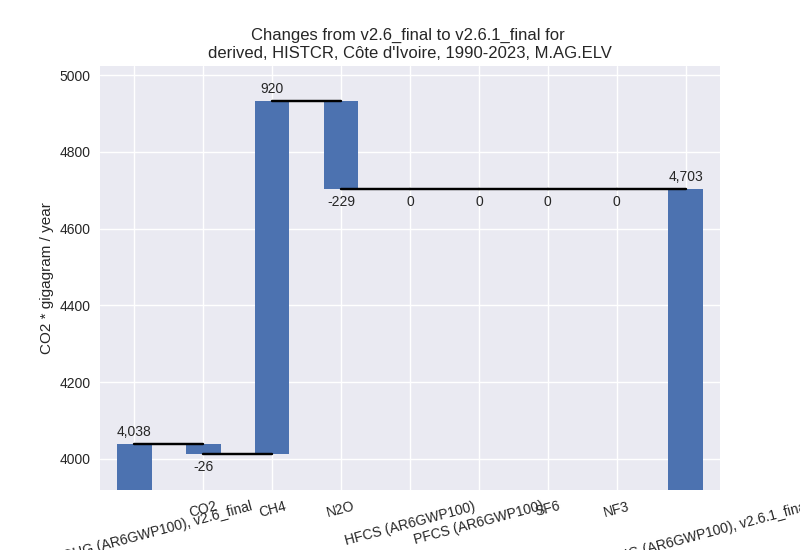 Changes from v2.6_final to v2.6.1_final for
derived, HISTCR, Côte d'Ivoire, 1990-2023, M.AG.ELV
CO2 * gigagram / year
5000
4800
4600
4400
4200
4000
4,038
-26
920
-229
0
0
0
0
4,703
(AR6GWP100), v2.6_final
CO2
CH4
N2O
HFCS (AR6GWP100)
PFCS (AR6GWP100)
SF6
NF3
(AR6GWP100), v2.6.1_final